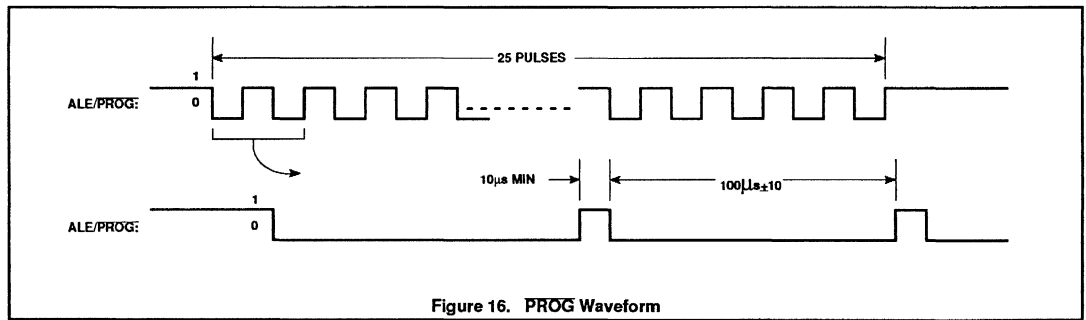 25 PULSES
1
ALE/PROG:
0
10µs MIN
100µs±10
1
ALE/PROG:
0
Figure 16. PROG Waveform